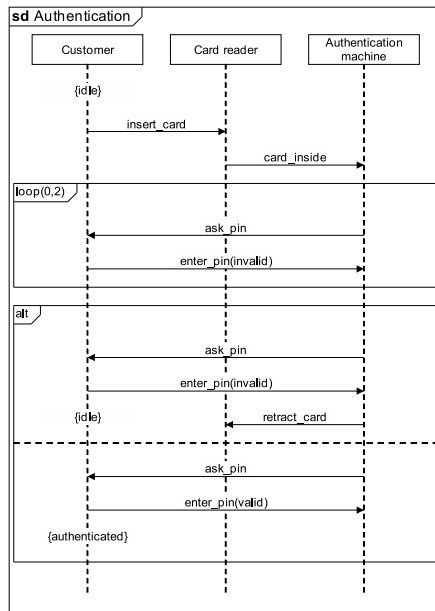 sd Authentication
Customer
Card reader
Authentication
machine
{idle}
insert_card
card_inside
loop(0,2)
ask_pin
enter_pin(invalid)
alt
ask_pin
enter_pin(invalid)
{idle}
retract_card
ask_pin
enter_pin(valid)
{authenticated}